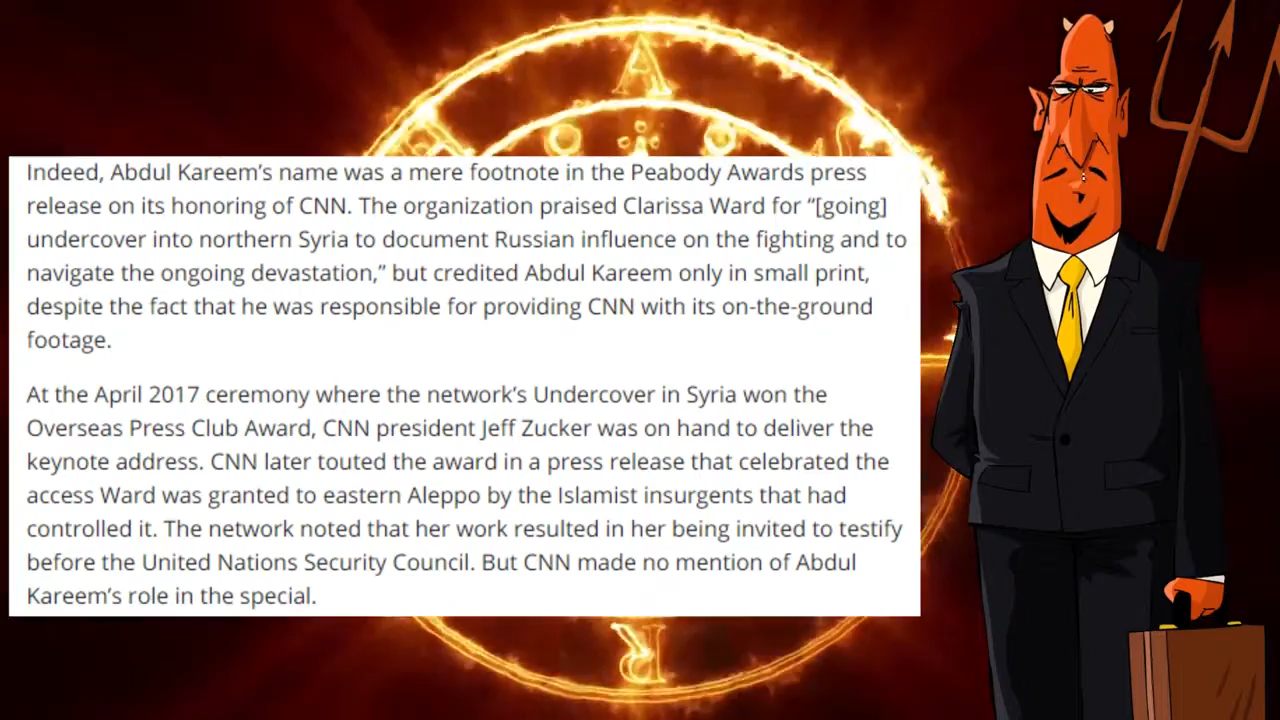 A
Indeed, Abdul Kareem’s name was a mere footnote in the Peabody Awards press
release on its honoring of CNN. The organization praised Clarissa Ward for “[going]
undercover into northern Syria to document Russian influence on the fighting and to
navigate the ongoing devastation,” but credited Abdul Kareem only in small print,
despite the fact that he was responsible for providing CNN with its on-the-ground
footage.
At the April 2017 ceremony where the network’s Undercover in Syria won the
Overseas Press Club Award, CNN president Jeff Zucker was on hand to deliver the
keynote address. CNN later touted the award in a press release that celebrated the
access Ward was granted to eastern Aleppo by the Islamist insurgents that had
controlled it. The network noted that her work resulted in her being invited to testify
before the United Nations Security Council. But CNN made no mention of Abdul
Kareem’s role in the special.
R